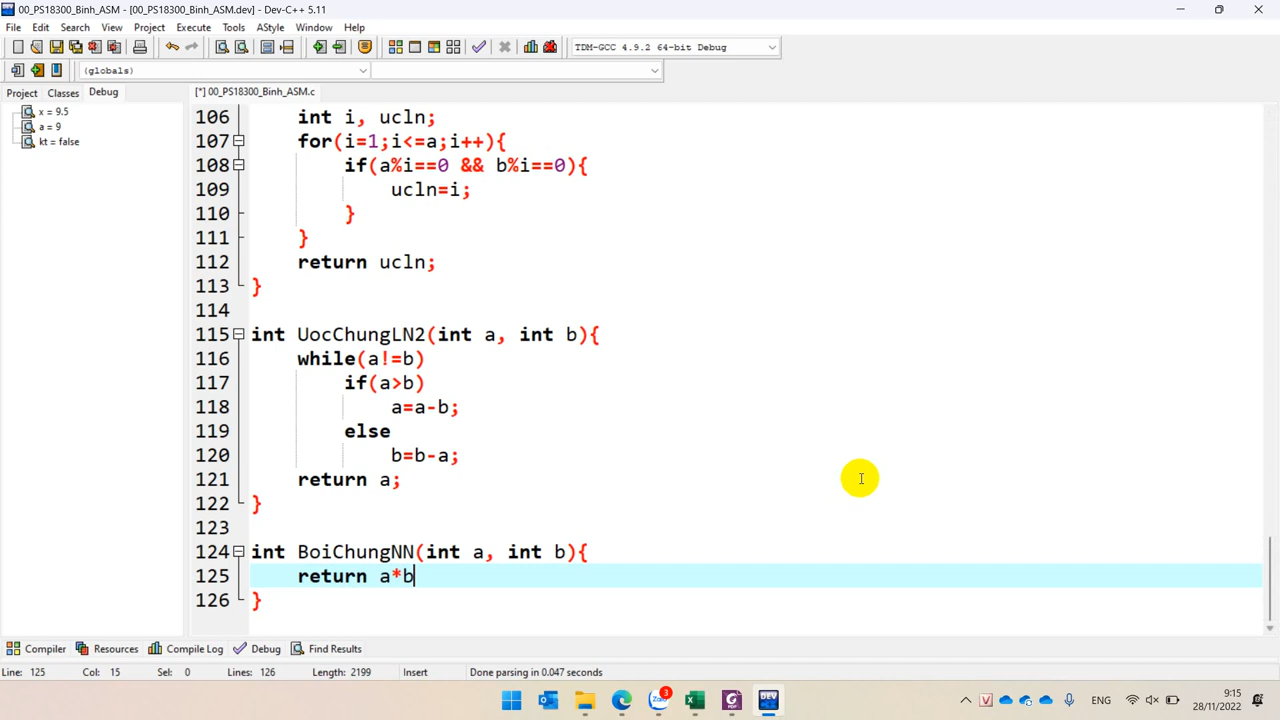 00_PS18300_Binh_ASM - [00_PS18300_Binh_ASM.dev] - Dev-C++ 5.11
File Edit Search View Project Execute Tools AStyle Window Help
TDM-GCC 4.9.2 64-bit Debug
(globals)
Project Classes Debug
[*] 00_PS18300_Binh_ASM.c
x = 9.5
a = 9
kt = false
106 int i, ucln;
107 for(i=1;i<=a;i++){
108 if(a%i==0 && b%i==0){
109 ucln=i;
110 }
111 }
112 return ucln;
113 }
114
115 int UocChungLN2(int a, int b){
116 while(a!=b)
117 if(a>b)
118 a=a-b;
119 else
120 b=b-a;
121 return a;
122 }
123
124 int BoiChungNN(int a, int b){
125 return a*b
126 }
Compiler Resources Compile Log Debug Find Results
Line: 125 Col: 15 Sel: 0 Lines: 126 Length: 2199 Insert Done parsing in 0.047 seconds
3
PDF
DEV
V
ENG
9:15
28/11/2022